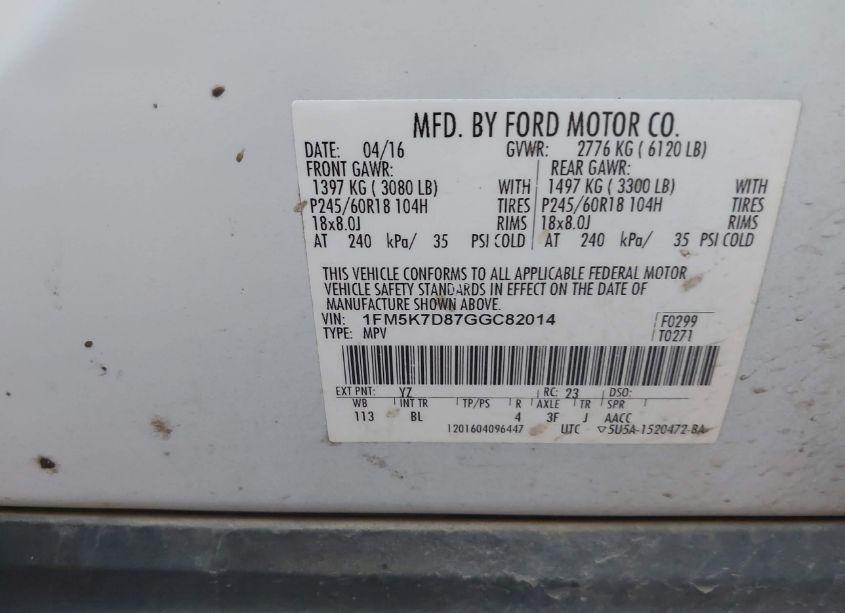 MFD. BY FORD MOTOR CO.
DATE: 04/16 GVWR: 2776 KG ( 6120 LB)
FRONT GAWR: REAR GAWR:
1397 KG ( 3080 LB) WITH 1497 KG ( 3300 LB) WITH
P245/60R18 104H TIRES P245/60R18 104H TIRES
18x8.0J RIMS 18x8.0J RIMS
AT 240 kPa/ 35 PSI COLD AT 240 kPa/ 35 PSI COLD
THIS VEHICLE CONFORMS TO ALL APPLICABLE FEDERAL MOTOR
VEHICLE SAFETY STANDARDS IN EFFECT ON THE DATE OF
MANUFACTURE SHOWN ABOVE.
VIN: 1FM5K7D87GGC82014 F0299
TYPE: MPV T0271
EXT PNT: YZ RC: 23 DSO:
WB INT TR TP/PS R AXLE TR SPR
113 BL 4 3F J AACC
1201604096447 UTC ▽5U5A-1520472-BA